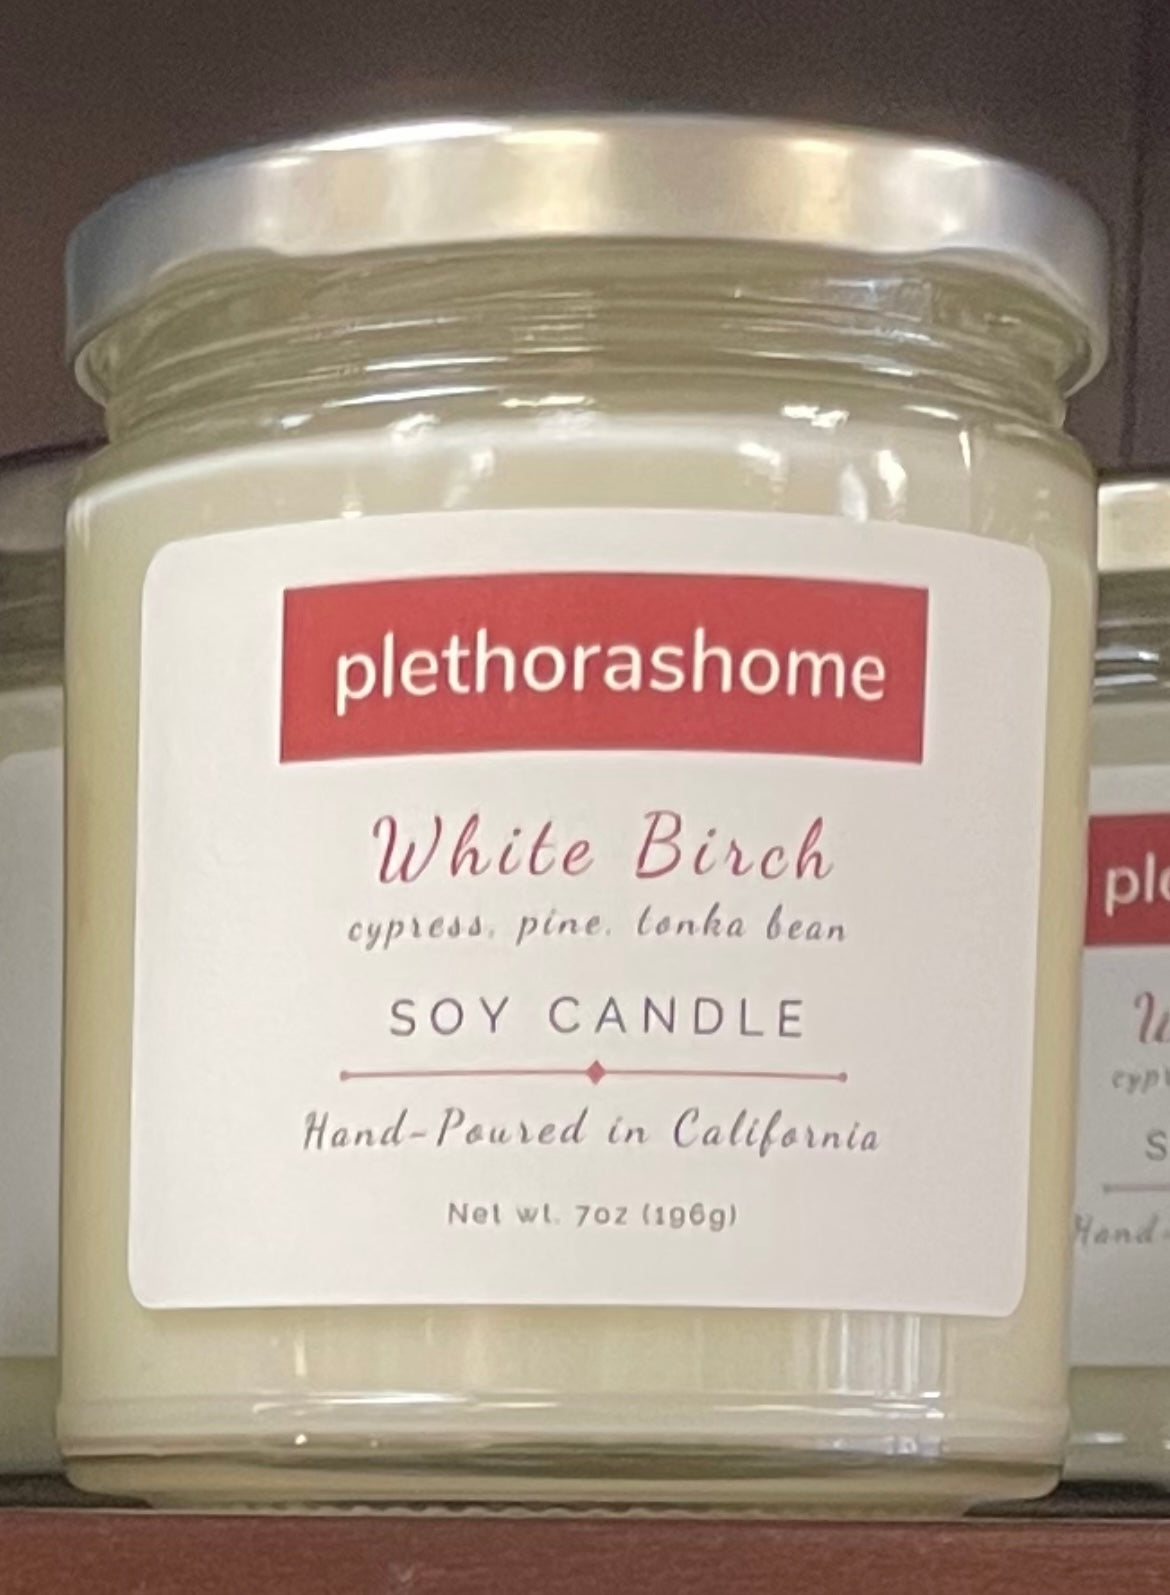 plethorashome
White Birch
cypress, pine, tonka bean
SOY CANDLE
Hand-Poured in California
Net wt. 7oz (196g)